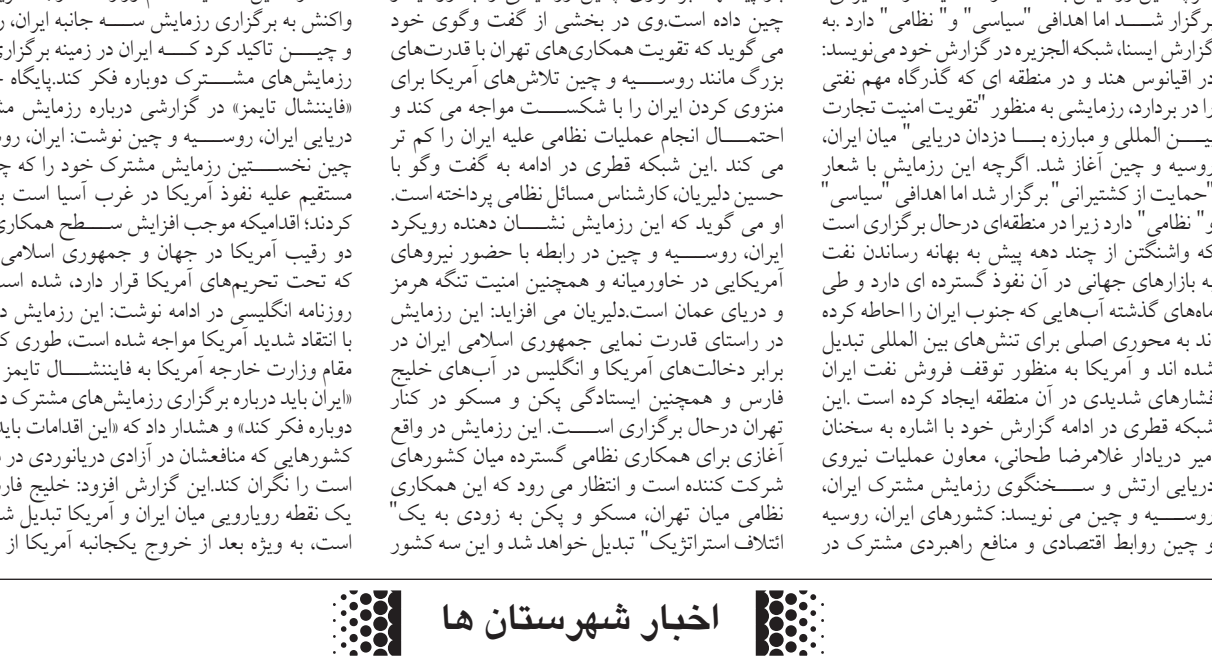 برگزار شد اما اهدافی "سیاسی" و" نظامی" دارد .به
گزارش ایسنا، شبکه الجزیره در گزارش خود می‌نویسد:
در اقیانوس هند و در منطقه ای که گذرگاه مهم نفتی
را در بردارد، رزمایشی به منظور "تقویت امنیت تجارت
بین المللی و مبارزه با دزدان دریایی" میان ایران،
روسیه و چین آغاز شد. اگرچه این رزمایش با شعار
"حمایت از کشتیرانی" برگزار شد اما اهدافی "سیاسی"
و" نظامی" دارد زیرا در منطقه‌ای درحال برگزاری است
که واشنگتن از چند دهه پیش به بهانه رساندن نفت
به بازارهای جهانی در آن نفوذ گسترده ای دارد و طی
ماه‌های گذشته آب‌هایی که جنوب ایران را احاطه کرده
اند به محوری اصلی برای تنش‌های بین المللی تبدیل
شده اند و آمریکا به منظور توقف فروش نفت ایران
فشارهای شدیدی در آن منطقه ایجاد کرده است .این
شبکه قطری در ادامه گزارش خود با اشاره به سخنان
امیر دریادار غلامرضا طحانی، معاون عملیات نیروی
دریایی ارتش و سخنگوی رزمایش مشترک ایران،
روسیه و چین می نویسد: کشورهای ایران، روسیه
و چین روابط اقتصادی و منافع راهبردی مشترک در
چین داده است.وی در بخشی از گفت وگوی خود
می گوید که تقویت همکاری‌های تهران با قدرت‌های
بزرگ مانند روسیه و چین تلاش‌های آمریکا برای
منزوی کردن ایران را با شکست مواجه می کند و
احتمال انجام عملیات نظامی علیه ایران را کم تر
می کند .این شبکه قطری در ادامه به گفت وگو با
حسین دلیریان، کارشناس مسائل نظامی پرداخته است.
او می گوید که این رزمایش نشان دهنده رویکرد
ایران، روسیه و چین در رابطه با حضور نیروهای
آمریکایی در خاورمیانه و همچنین امنیت تنگه هرمز
و دریای عمان است.دلیریان می افزاید: این رزمایش
در راستای قدرت نمایی جمهوری اسلامی ایران در
برابر دخالت‌های آمریکا و انگلیس در آب‌های خلیج
فارس و همچنین ایستادگی پکن و مسکو در کنار
تهران درحال برگزاری است. این رزمایش در واقع
آغازی برای همکاری نظامی گسترده میان کشورهای
شرکت کننده است و انتظار می رود که این همکاری
نظامی میان تهران، مسکو و پکن به زودی به یک"
ائتلاف استراتژیک" تبدیل خواهد شد و این سه کشور
واکنش به برگزاری رزمایش سه جانبه ایران،
و چین تاکید کرد که ایران در زمینه
رزمایش‌های مشترک دوباره فکر کند.پایگاه
«فایننشال تایمز» در گزارشی درباره رزمایش
دریایی ایران، روسیه و چین نوشت: ایران،
چین نخستین رزمایش مشترک خود را که
مستقیم علیه نفوذ آمریکا در غرب آسیا است
کردند؛ اقدامیکه موجب افزایش سطح
دو رقیب آمریکا در جهان و جمهوری اسلامی
که تحت تحریم‌های آمریکا قرار دارد، شده
روزنامه انگلیسی در ادامه نوشت: این رزمایش
با انتقاد شدید آمریکا مواجه شده است، طوری
مقام وزارت خارجه آمریکا به فایننشال تایمز
«ایران باید درباره برگزاری رزمایش‌های مشترک
دوباره فکر کند» و هشدار داد که «این اقدامات
کشورهایی که منافعشان در آزادی دریانوردی در
است را نگران کند.این گزارش افزود: خلیج
یک نقطه رویارویی میان ایران و آمریکا تبدیل
است، به ویژه بعد از خروج یکجانبه آمریکا از
اخبار شهرستان ها